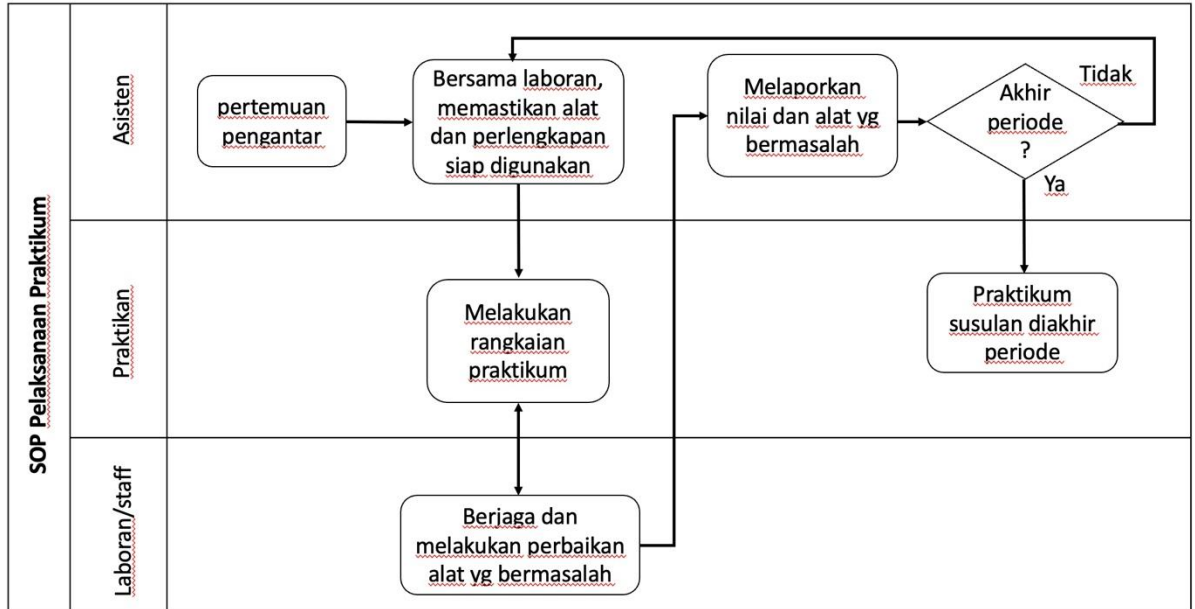 SOP Pelaksanaan Praktikum
Asisten
pertemuan
pengantar
Bersama laboran,
memastikan alat
dan perlengkapan
siap digunakan
Melaporkan
nilai dan alat yg
bermasalah
Akhir
periode
?
Tidak
Ya
Praktikan
Melakukan
rangkaian
praktikum
Praktikum
susulan diakhir
periode
Laboran/staff
Berjaga dan
melakukan perbaikan
alat yg bermasalah